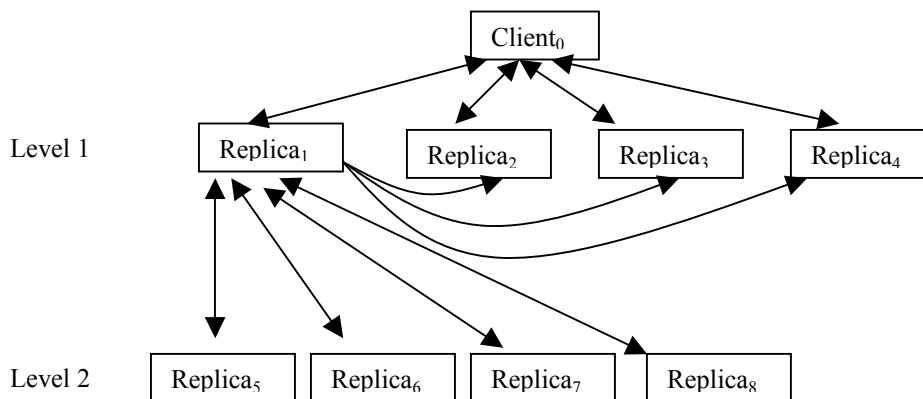 Client₀
Level 1 Replica₁ Replica₂ Replica₃ Replica₄
Level 2 Replica₅ Replica₆ Replica₇ Replica₈